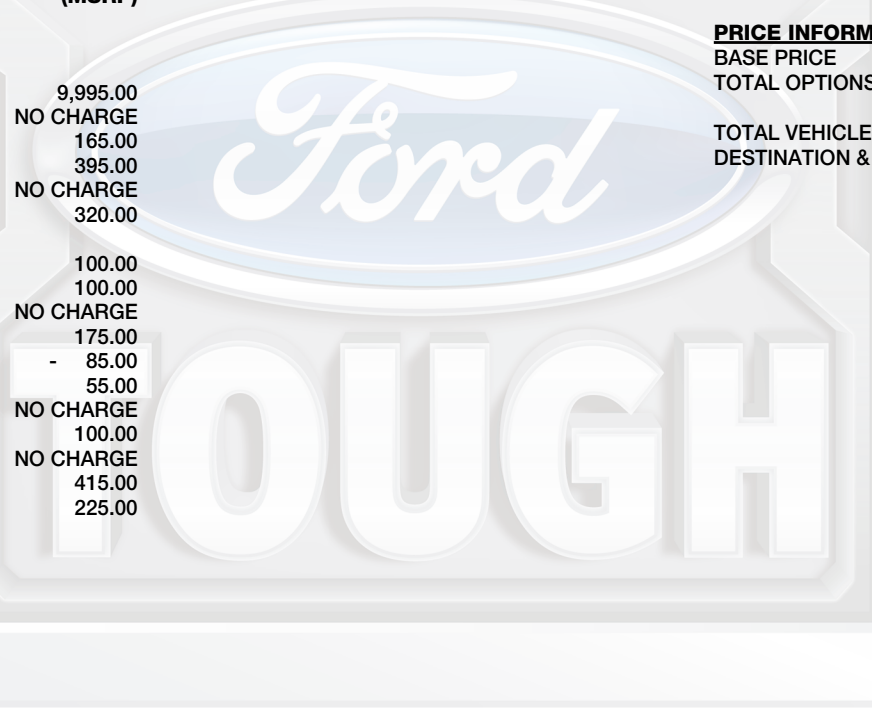 (MSRP)
9,995.00
NO CHARGE
165.00
395.00
NO CHARGE
320.00
100.00
100.00
NO CHARGE
175.00
- 85.00
55.00
NO CHARGE
100.00
NO CHARGE
415.00
225.00
PRICE INFORM
BASE PRICE
TOTAL OPTIONS
TOTAL VEHICLE
DESTINATION &
Ford
TOUGH